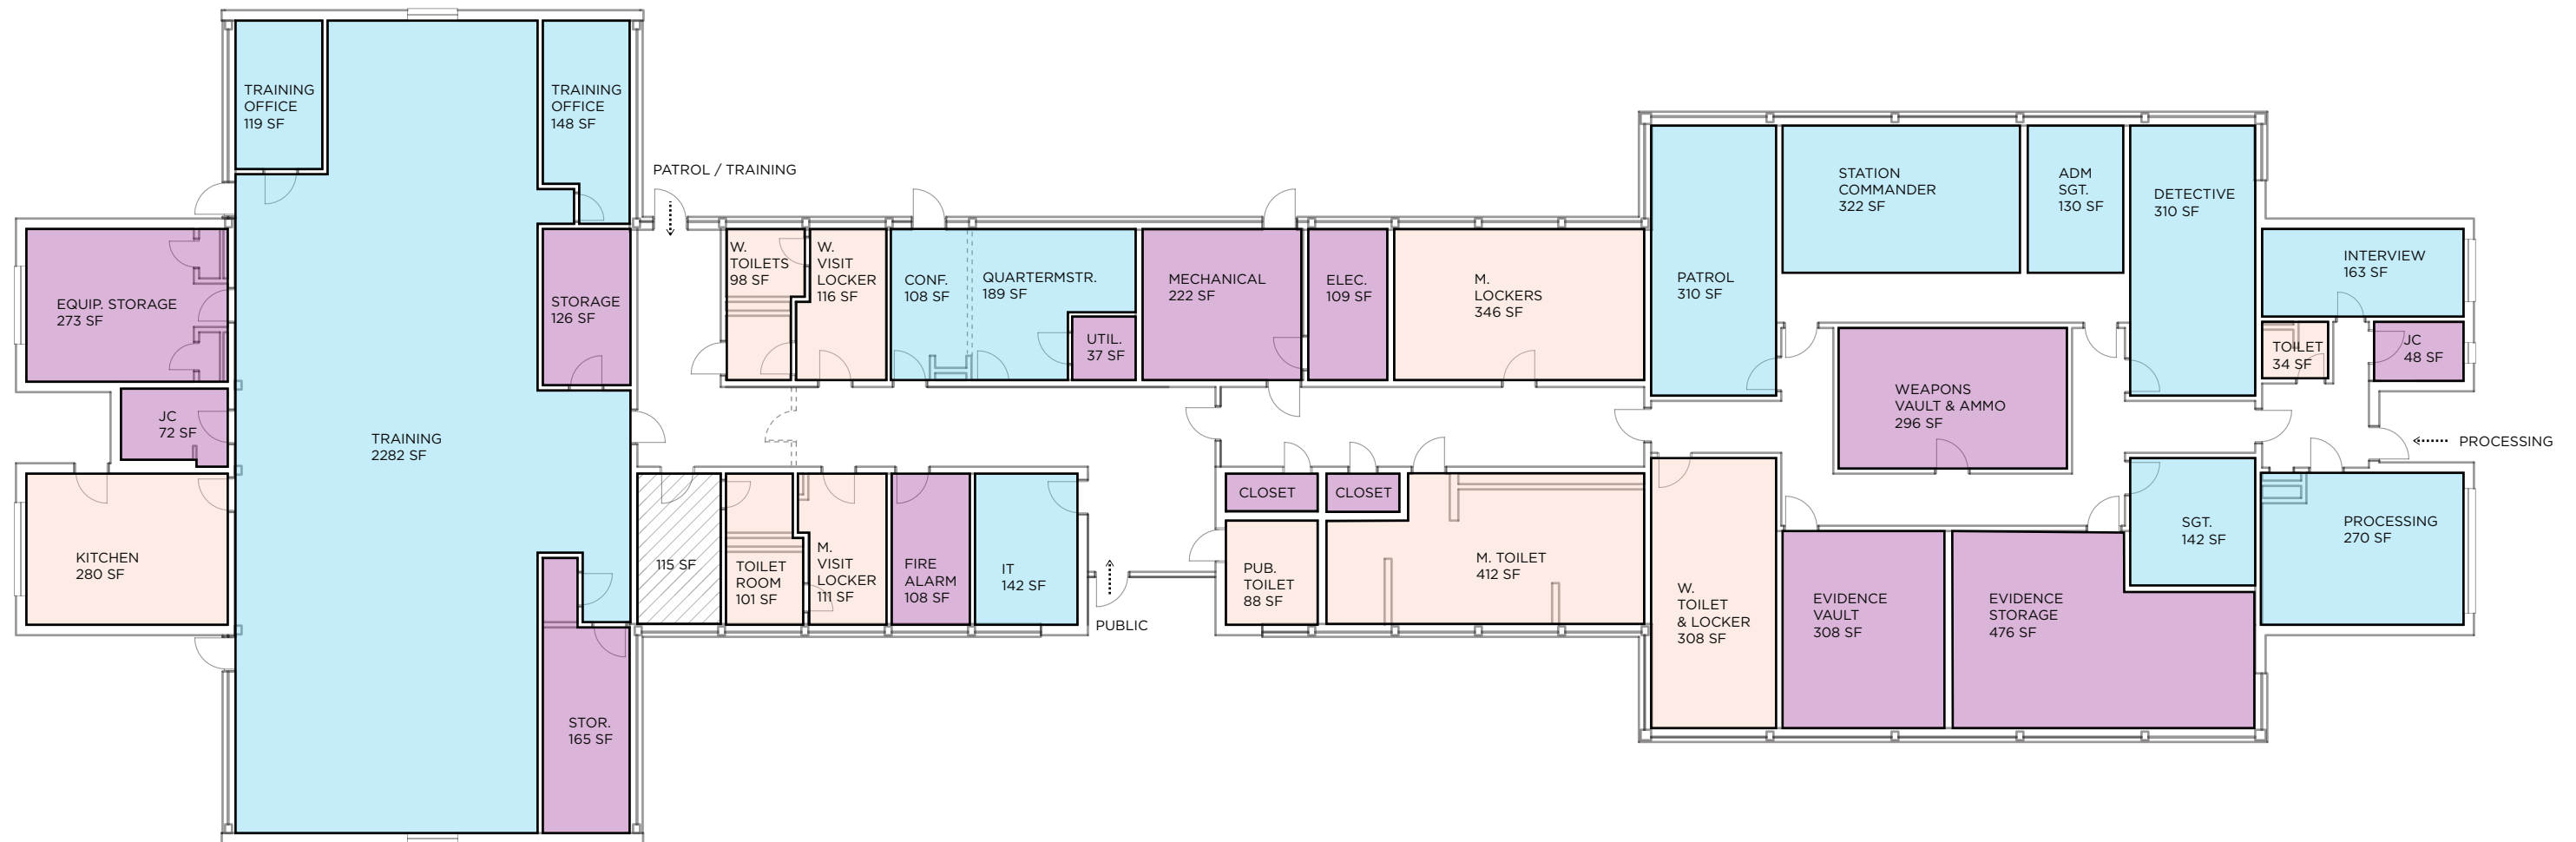 TRAINING
OFFICE
119 SF
TRAINING
OFFICE
148 SF
PATROL / TRAINING
EQUIP. STORAGE
273 SF
STORAGE
126 SF
JC
72 SF
TRAINING
2282 SF
KITCHEN
280 SF
STOR.
165 SF
W.
TOILETS
98 SF
W.
VISIT
LOCKER
116 SF
CONF.
108 SF
QUARTERMSTR.
189 SF
UTIL.
37 SF
MECHANICAL
222 SF
ELEC.
109 SF
M.
LOCKERS
346 SF
115 SF
TOILET
ROOM
101 SF
M.
VISIT
LOCKER
111 SF
FIRE
ALARM
108 SF
IT
142 SF
PUBLIC
CLOSET
CLOSET
PUB.
TOILET
88 SF
M. TOILET
412 SF
PATROL
310 SF
STATION
COMMANDER
322 SF
ADM
SGT.
130 SF
DETECTIVE
310 SF
INTERVIEW
163 SF
TOILET
34 SF
JC
48 SF
WEAPONS
VAULT & AMMO
296 SF
PROCESSING
W.
TOILET
& LOCKER
308 SF
EVIDENCE
VAULT
308 SF
EVIDENCE
STORAGE
476 SF
SGT.
142 SF
PROCESSING
270 SF